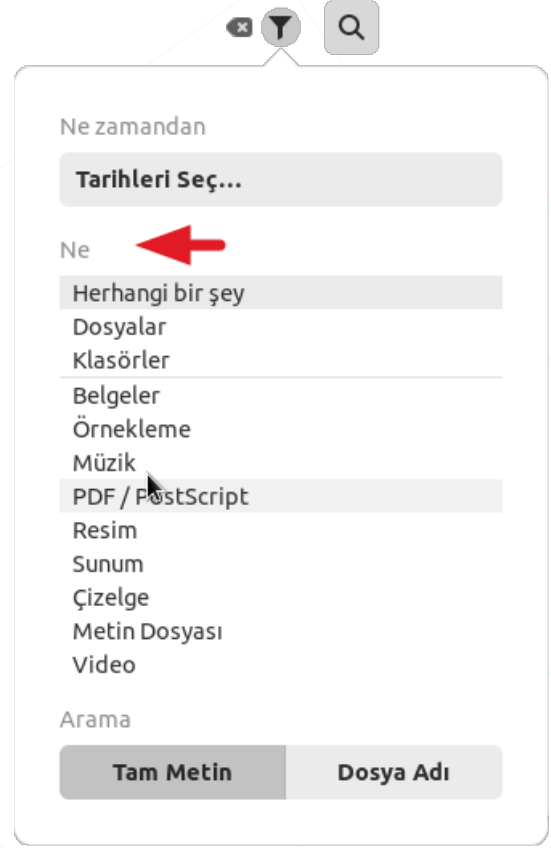 Ne zamandan
Tarihleri Seç...
Ne
Herhangi bir şey
Dosyalar
Klasörler
Belgeler
Örnekleme
Müzik
PDF / PostScript
Resim
Sunum
Çizelge
Metin Dosyası
Video
Arama
Tam Metin
Dosya Adı